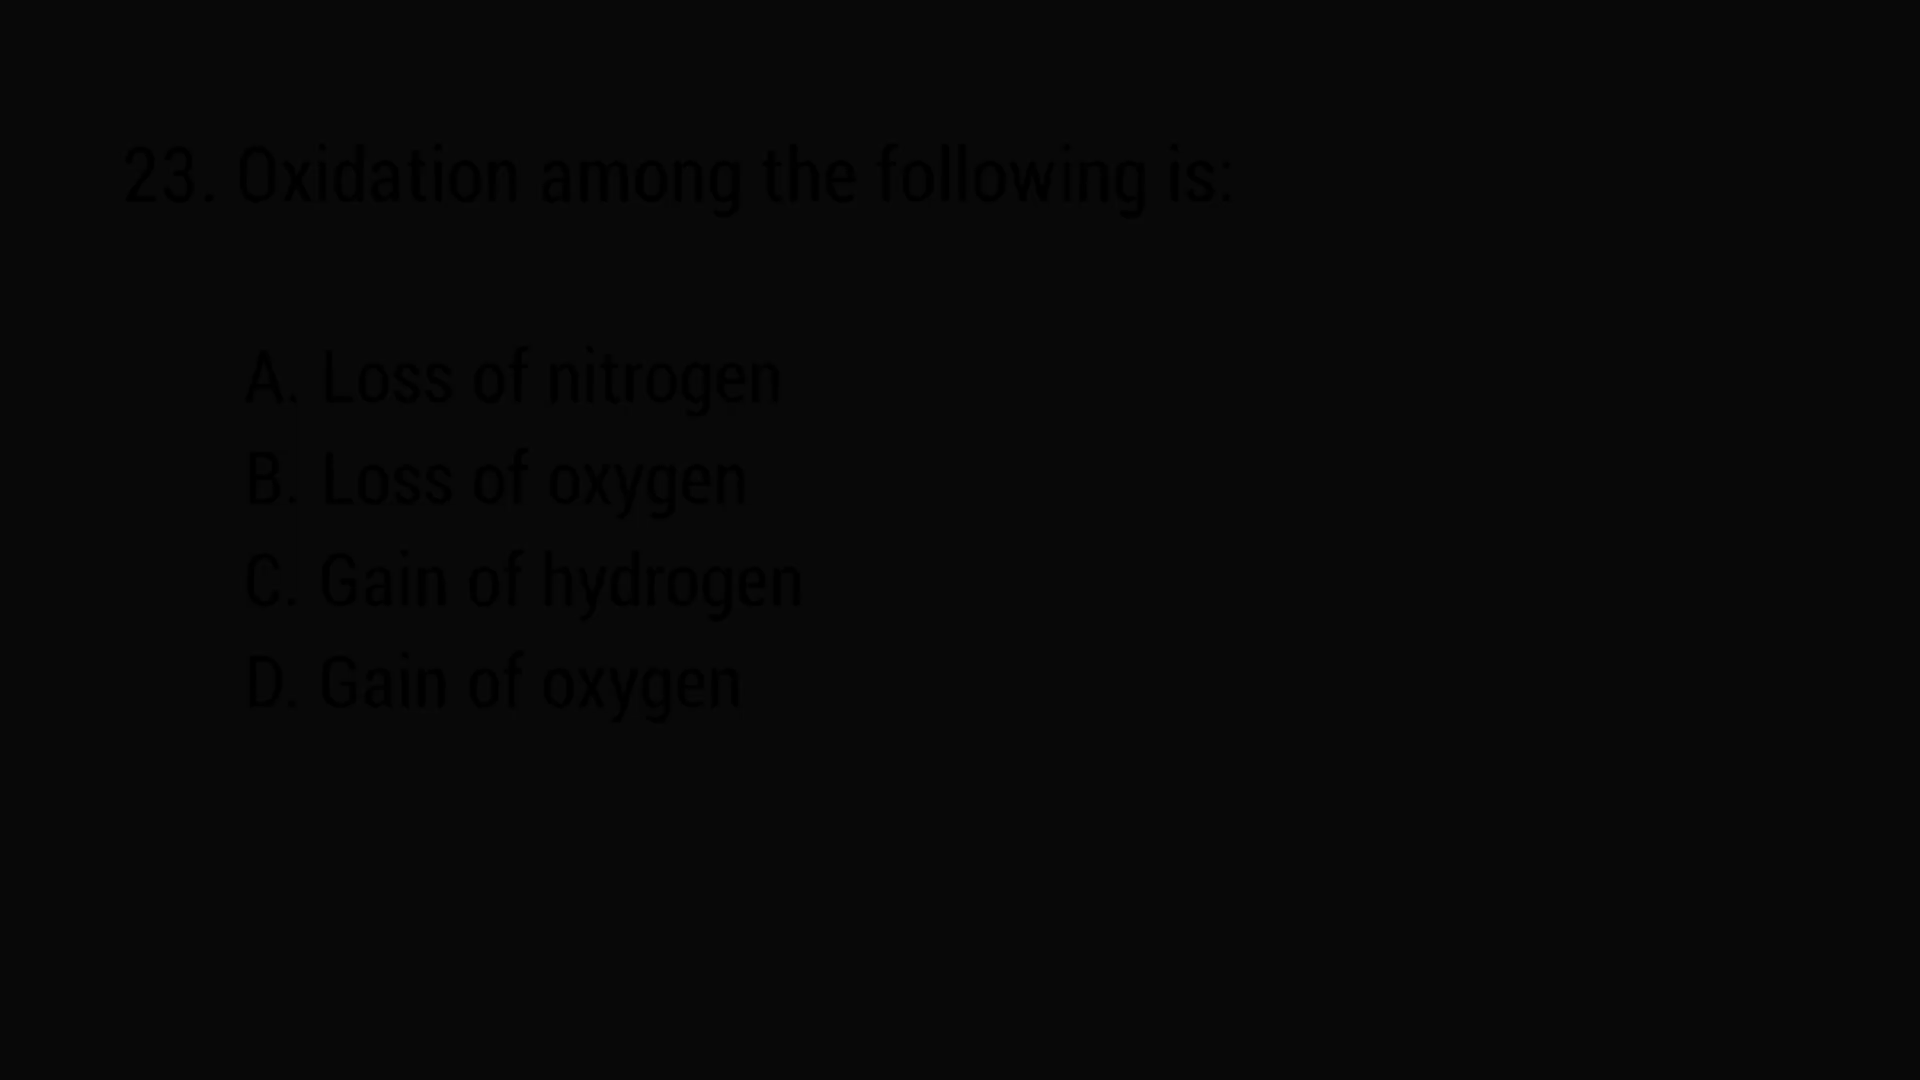 23. Oxidation among the following is:
A. Loss of nitrogen
B. Loss of oxygen
C. Gain of hydrogen
D. Gain of oxygen